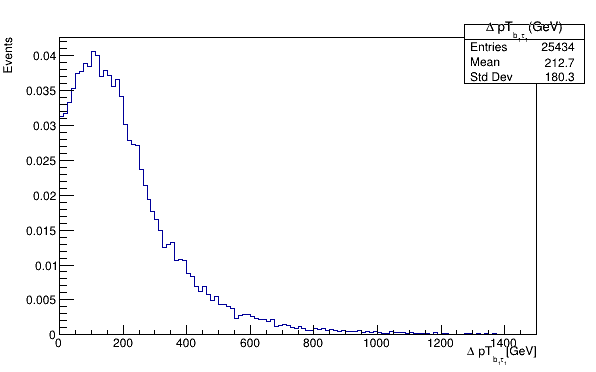 Δ pT_{b₁τ₁}(GeV)
Entries 25434
Mean 212.7
Std Dev 180.3
Events
0.04
0.035
0.03
0.025
0.02
0.015
0.01
0.005
0
0 200 400 600 800 1000 1200 1400
Δ pT_{b₁τ₁}[GeV]